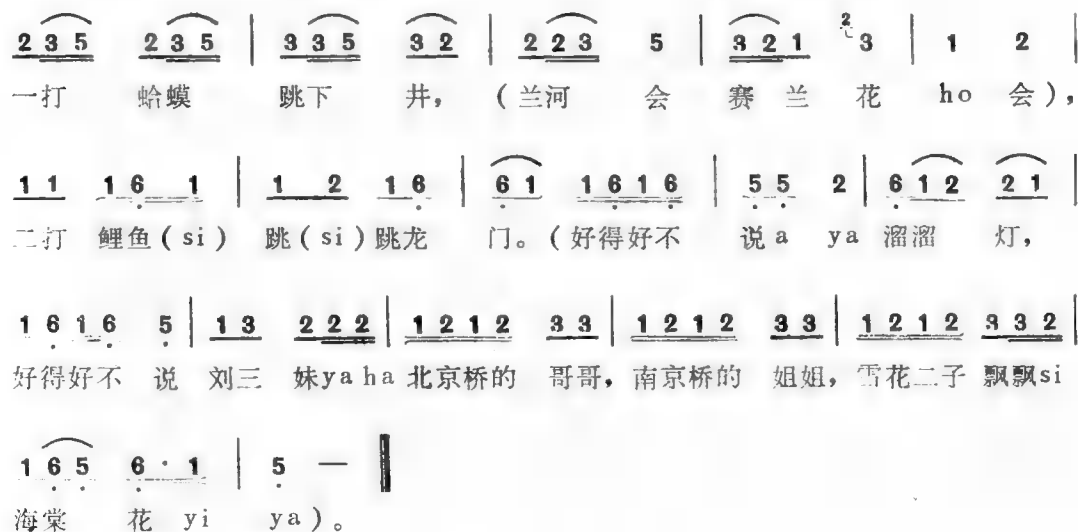 2 3 5 2 3 5 | 3 3 5 3 2 | 2 2 3 5 | 3 2 1 2 3 | 1 2 |
一打 蛤蟆 跳下 井，（兰河 会 赛 兰 花 ho 会），
1 1 1 6 1 | 1 2 1 6 | 6 1 1 6 1 6 | 5 5 2 | 6 1 2 2 1 |
二打 鲤鱼（si） 跳（si）跳龙 门。（好得好不 说 a ya 溜溜 灯，
1 6 1 6 5 | 1 3 2 2 2 | 1 2 1 2 3 3 | 1 2 1 2 3 3 | 1 2 1 2 3 3 2 |
好得好不 说 刘三 妹 ya ha 北京桥的 哥哥，南京桥的 姐姐，雪花二子 飘飘 si
1 6 5 6 · 1 | 5 — ‖
海棠 花 yi ya）。